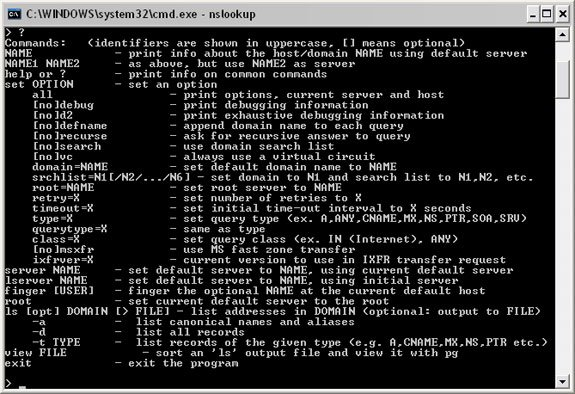 C:\WINDOWS\system32\cmd.exe - nslookup
> ?
Commands:   (identifiers are shown in uppercase, [] means optional)
NAME            - print info about the host/domain NAME using default server
NAME1 NAME2     - as above, but use NAME2 as server
help or ?       - print info on common commands
set OPTION      - set an option
    all                 - print options, current server and host
    [no]debug           - print debugging information
    [no]d2              - print exhaustive debugging information
    [no]defname         - append domain name to each query
    [no]recurse         - ask for recursive answer to query
    [no]search          - use domain search list
    [no]vc              - always use a virtual circuit
    domain=NAME         - set default domain name to NAME
    srchlist=N1[/N2/.../N6] - set domain to N1 and search list to N1,N2, etc.
    root=NAME           - set root server to NAME
    retry=X             - set number of retries to X
    timeout=X           - set initial time-out interval to X seconds
    type=X              - set query type (ex. A,ANY,CNAME,MX,NS,PTR,SOA,SRV)
    querytype=X         - same as type
    class=X             - set query class (ex. IN (Internet), ANY)
    [no]msxfr           - use MS fast zone transfer
    ixfrver=X           - current version to use in IXFR transfer request
server NAME     - set default server to NAME, using current default server
lserver NAME    - set default server to NAME, using initial server
finger [USER]   - finger the optional NAME at the current default host
root            - set current default server to the root
ls [opt] DOMAIN [> FILE] - list addresses in DOMAIN (optional: output to FILE)
    -a          -  list canonical names and aliases
    -d          -  list all records
    -t TYPE     -  list records of the given type (e.g. A,CNAME,MX,NS,PTR etc.)
view FILE           - sort an 'ls' output file and view it with pg
exit            - exit the program
>